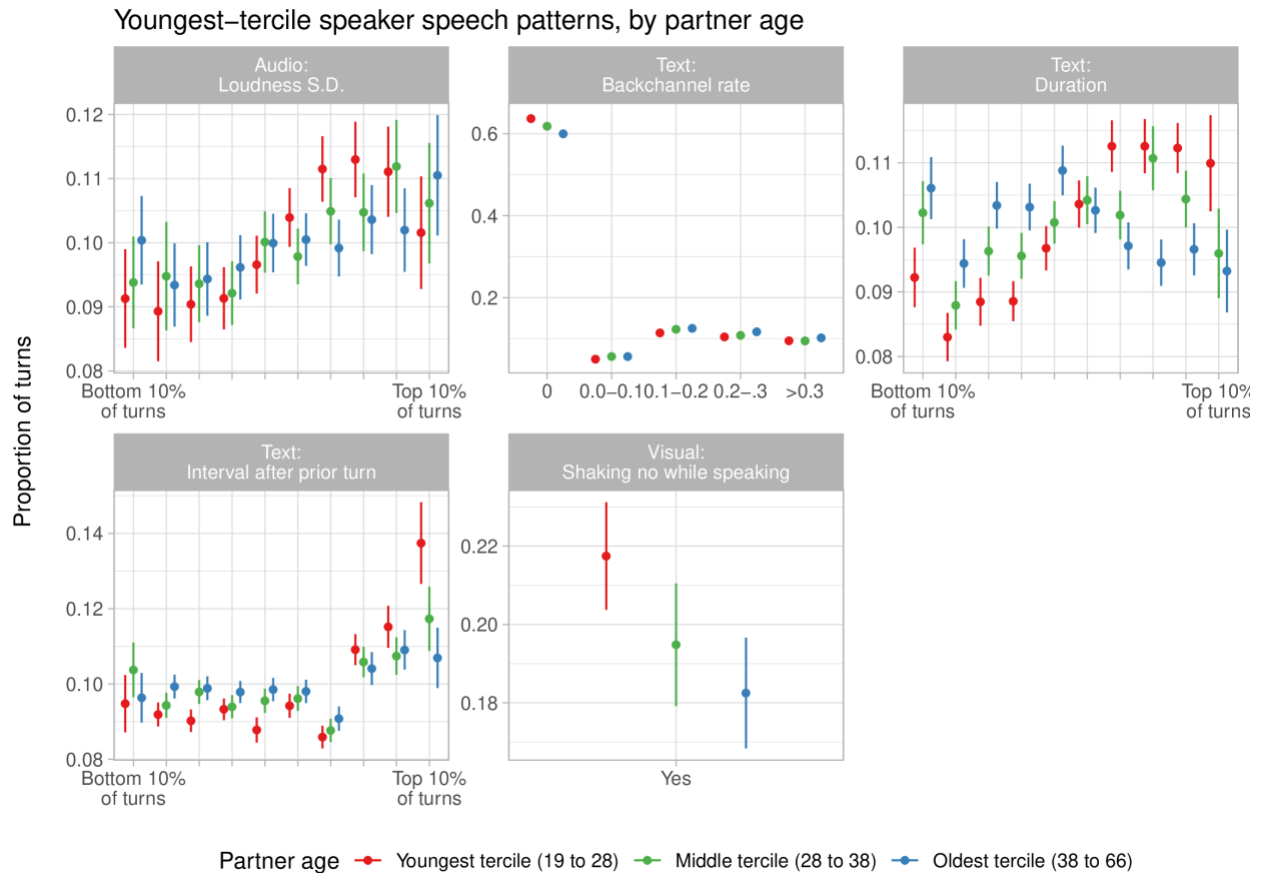 Youngest−tercile speaker speech patterns, by partner age
Audio:
Loudness S.D.
Text:
Backchannel rate
Text:
Duration
0.12
0.11
0.10
0.09
0.08
Bottom 10%
of turns
Top 10%
of turns
0.6
0.4
0.2
0
0.0−0.1
0.1−0.2
0.2−.3
>0.3
0.11
0.10
0.09
0.08
Bottom 10%
of turns
Top 10%
of turns
Proportion of turns
Text:
Interval after prior turn
Visual:
Shaking no while speaking
0.14
0.12
0.10
0.08
Bottom 10%
of turns
Top 10%
of turns
0.22
0.20
0.18
Yes
Partner age
Youngest tercile (19 to 28)
Middle tercile (28 to 38)
Oldest tercile (38 to 66)